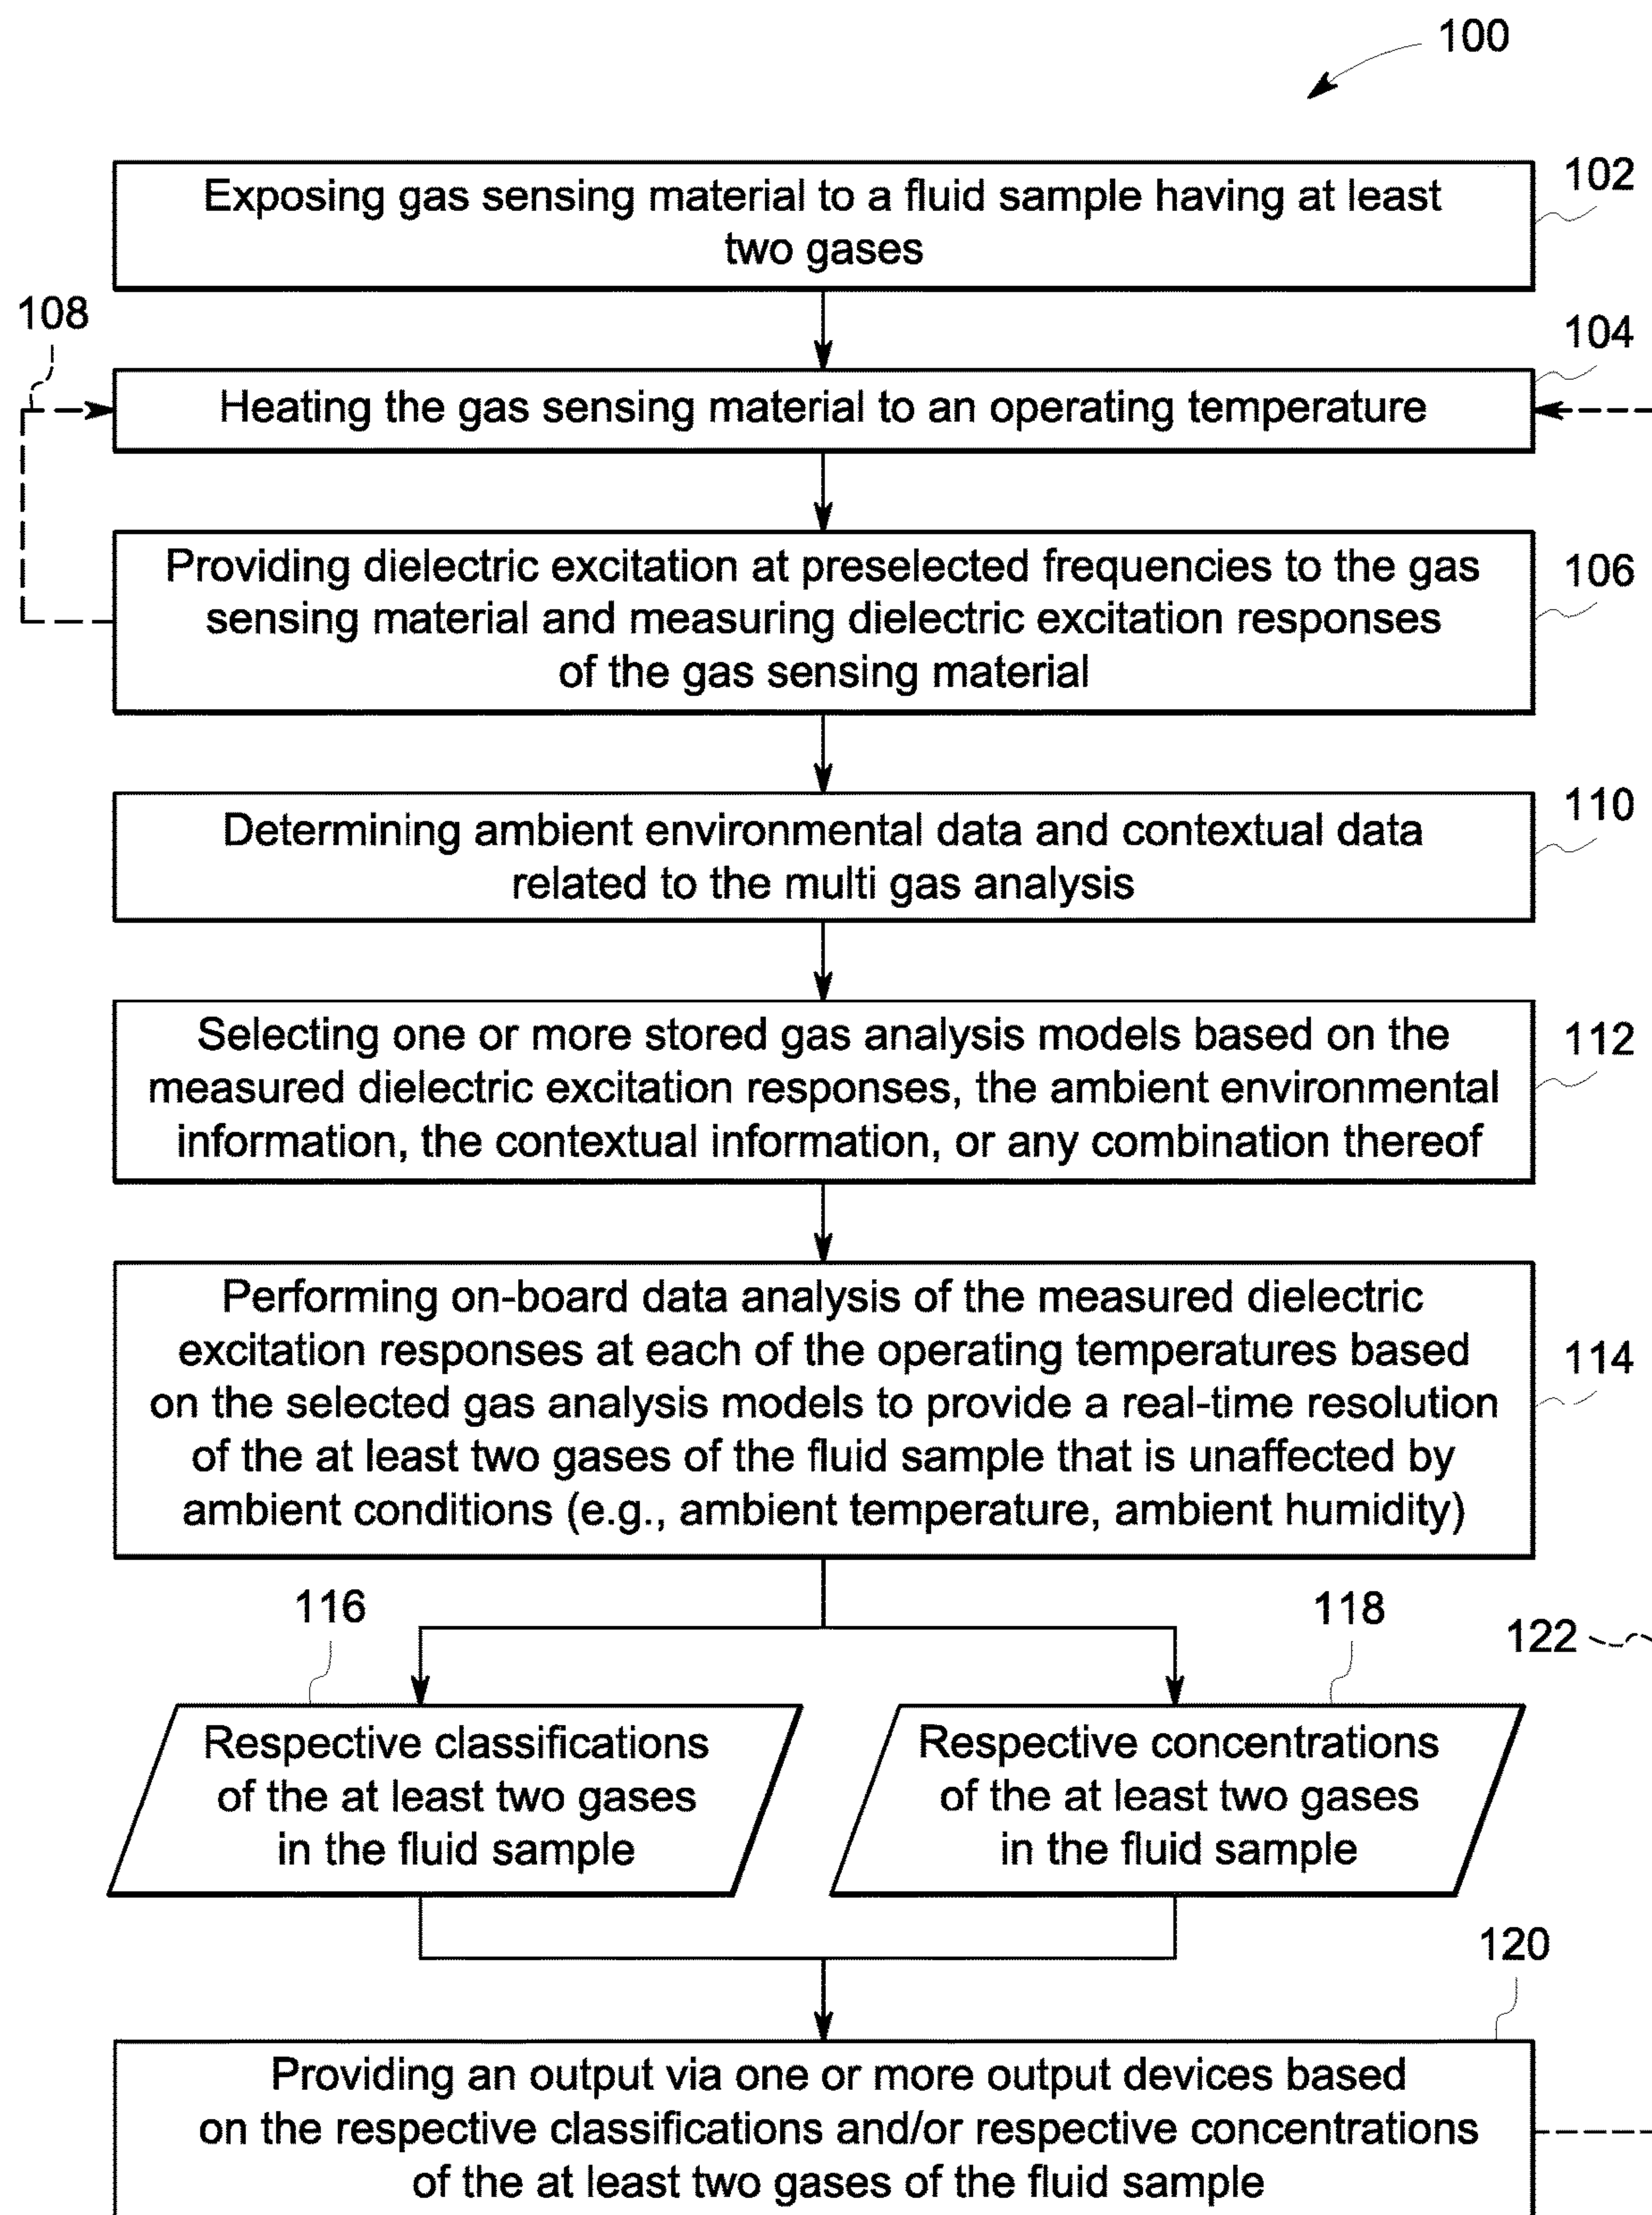 100
102
Exposing gas sensing material to a fluid sample having at least
two gases
108
104
Heating the gas sensing material to an operating temperature
Providing dielectric excitation at preselected frequencies to the gas
sensing material and measuring dielectric excitation responses
of the gas sensing material
106
110
Determining ambient environmental data and contextual data
related to the multi gas analysis
Selecting one or more stored gas analysis models based on the
measured dielectric excitation responses, the ambient environmental
information, the contextual information, or any combination thereof
112
Performing on-board data analysis of the measured dielectric
excitation responses at each of the operating temperatures based
on the selected gas analysis models to provide a real-time resolution
of the at least two gases of the fluid sample that is unaffected by
ambient conditions (e.g., ambient temperature, ambient humidity)
114
116
118
122
Respective classifications
of the at least two gases
in the fluid sample
Respective concentrations
of the at least two gases
in the fluid sample
120
Providing an output via one or more output devices based
on the respective classifications and/or respective concentrations
of the at least two gases of the fluid sample